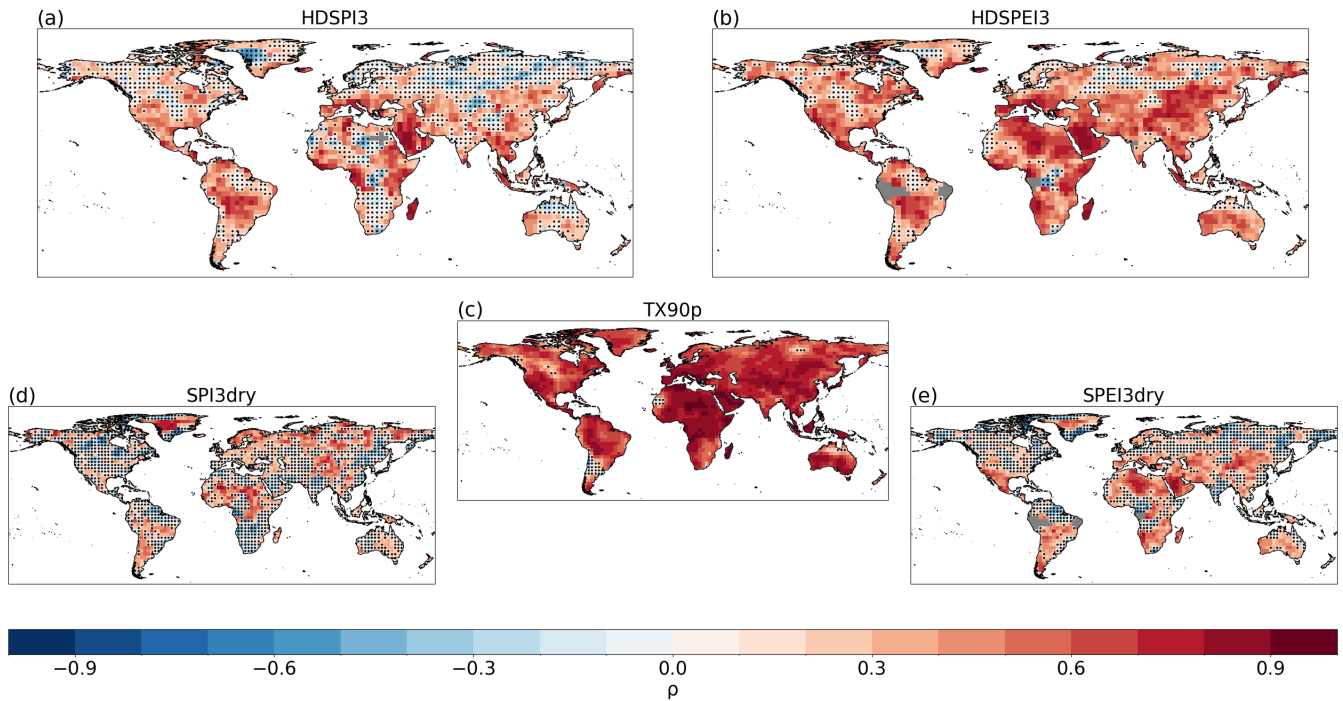 (a) HDSPI3
(b) HDSPEI3
(c) TX90p
(d) SPI3dry
(e) SPEI3dry
−0.9 −0.6 −0.3 0.0 0.3 0.6 0.9
ρ